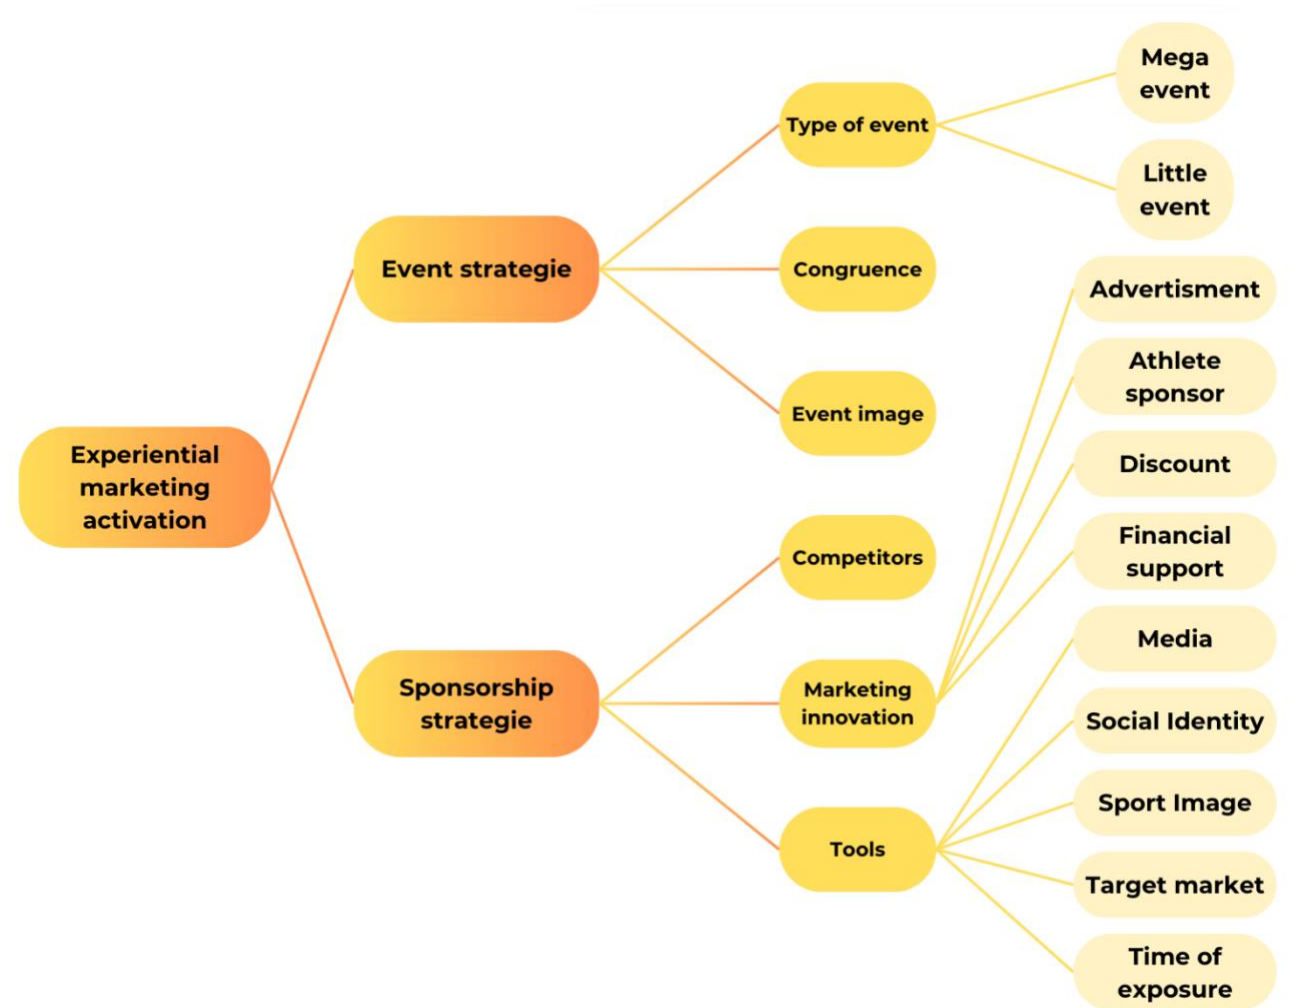 Experiential
marketing
activation
Event strategie
Sponsorship
strategie
Type of event
Congruence
Event image
Competitors
Marketing
innovation
Tools
Mega
event
Little
event
Advertisment
Athlete
sponsor
Discount
Financial
support
Media
Social Identity
Sport Image
Target market
Time of
exposure